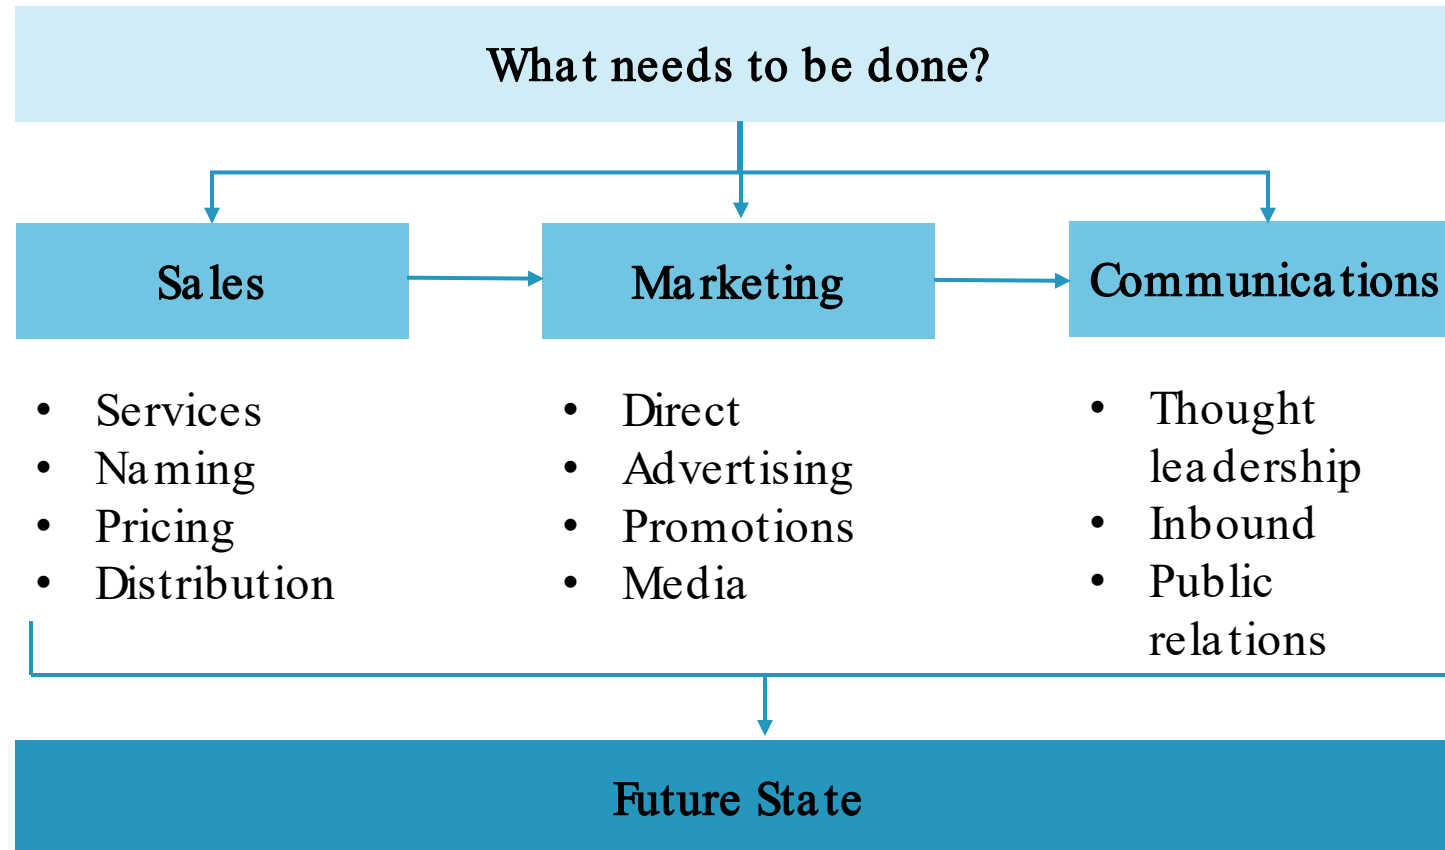 What needs to be done?
Sales
Marketing
Communications
• Services
• Naming
• Pricing
• Distribution
• Direct
• Advertising
• Promotions
• Media
• Thought
leadership
• Inbound
• Public
relations
Future State